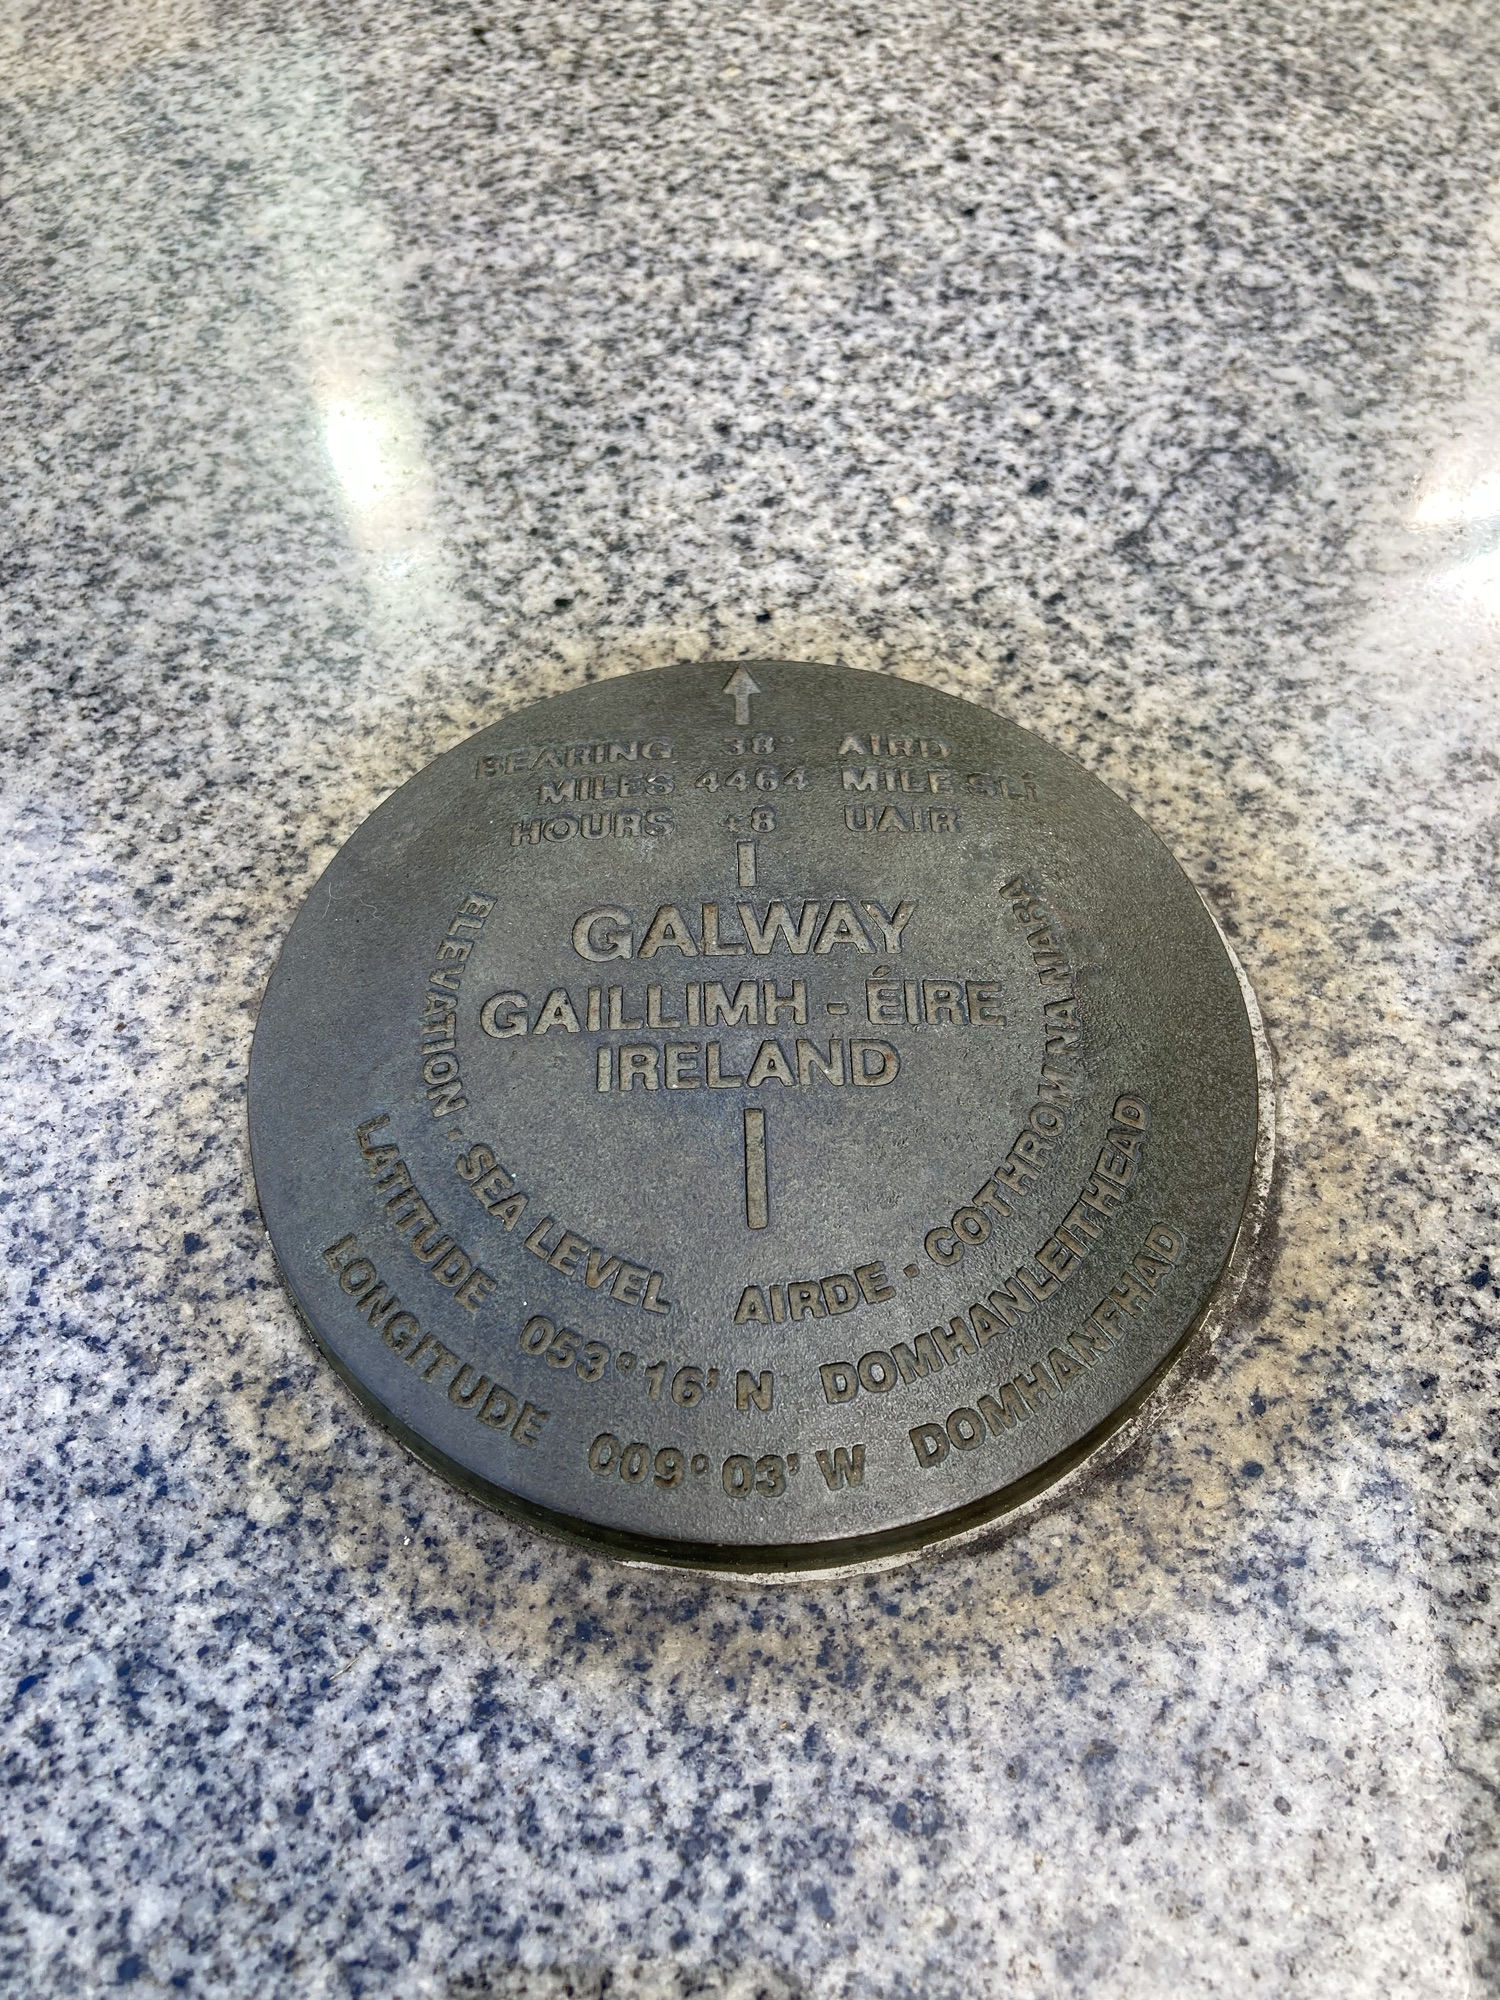 BEARING 38° AIRD
MILES 4464 MILE SLÍ
HOURS +8 UAIR
GALWAY
GAILLIMH - ÉIRE
IRELAND
ELEVATION - SEA LEVEL AIRDE - COTHROM NA MARA
LATITUDE 053° 16' N DOMHANLEITHEAD
LONGITUDE 009° 03' W DOMHANFHAD